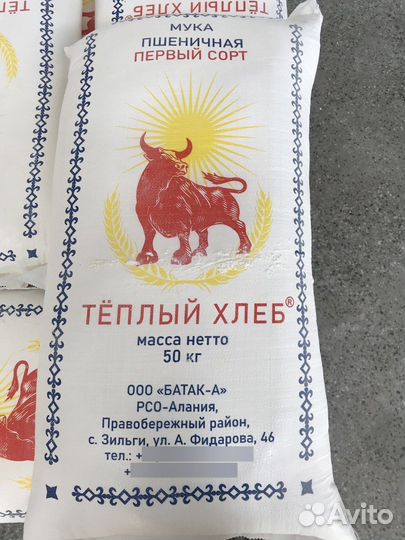 МУКА
ПШЕНИЧНАЯ
ПЕРВЫЙ СОРТ
ТЁПЛЫЙ ХЛЕБ®
масса нетто
50 кг
ООО «БАТАК-А»
РСО-Алания,
Правобережный район,
с. Зильги, ул. А. Фидарова, 46
тел.: +
+
Avito